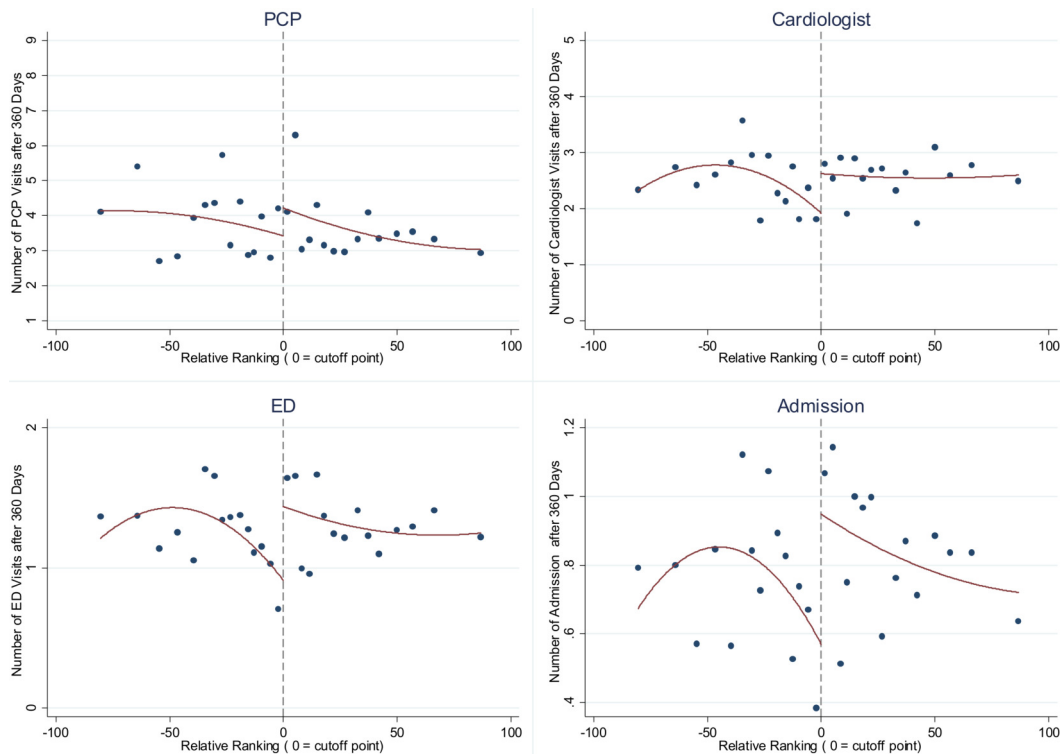 PCP
Number of PCP Visits after 360 Days
9
8
7
6
5
4
3
2
1
-100 -50 0 50 100
Relative Ranking ( 0 = cutoff point)
Cardiologist
Number of Cardiologist Visits after 360 Days
5
4
3
2
1
0
-100 -50 0 50 100
Relative Ranking ( 0 = cutoff point)
ED
Number of ED Visits after 360 Days
2
1
0
-100 -50 0 50 100
Relative Ranking ( 0 = cutoff point)
Admission
Number of Admission after 360 Days
1.2
1
.8
.6
.4
-100 -50 0 50 100
Relative Ranking ( 0 = cutoff point)